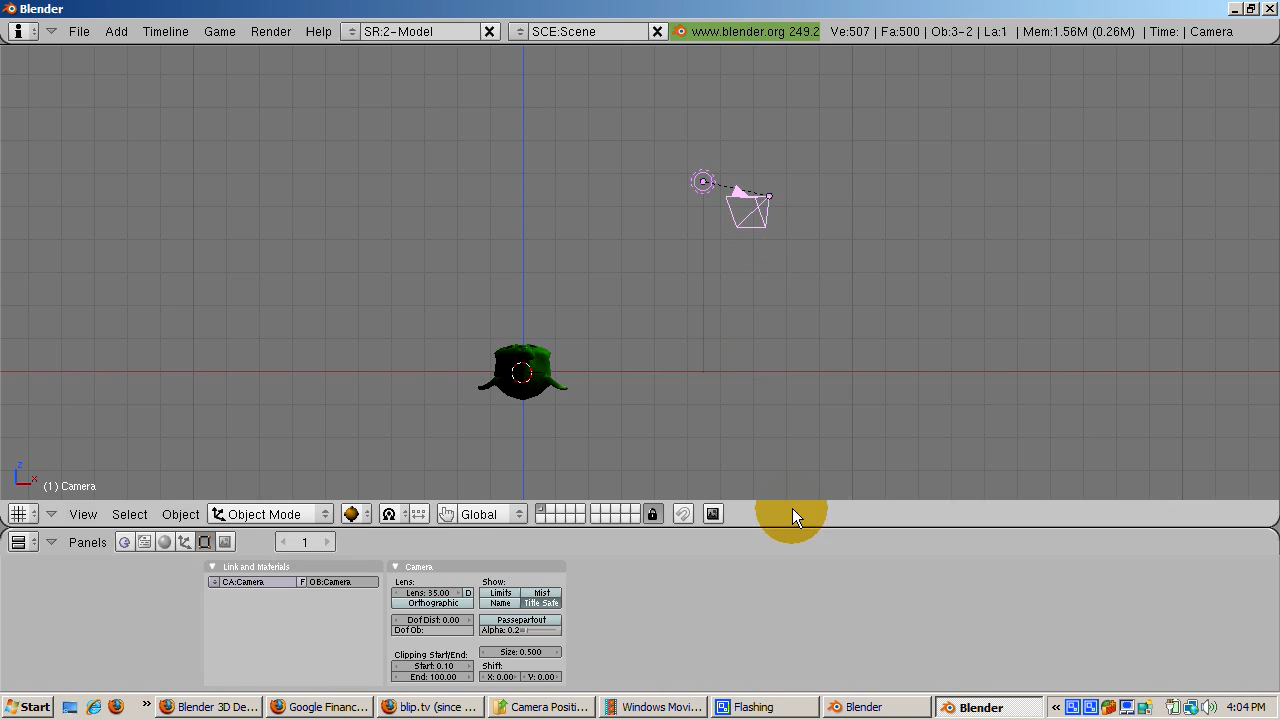 Blender
File Add Timeline Game Render Help SR:2-Model SCE:Scene www.blender.org 249.2 Ve:507 | Fa:500 | Ob:3-2 | La:1 | Mem:1.56M (0.26M) | Time: | Camera
z
x
(1) Camera
View Select Object Object Mode Global
Panels 1
Link and Materials Camera
CA:Camera F OB:Camera
Lens: Show:
Lens: 35.00 D Limits Mist
Orthographic Name Title Safe
Dof Dist: 0.00 Passepartout
Dof Ob: Alpha: 0.2
Size: 0.500
Clipping Start/End:
Start: 0.10 Shift:
End: 100.00 X: 0.00 Y: 0.00
Start » Blender 3D De... Google Financ... blip.tv (since ... Camera Positi... Windows Movi... Flashing Blender Blender « 4:04 PM